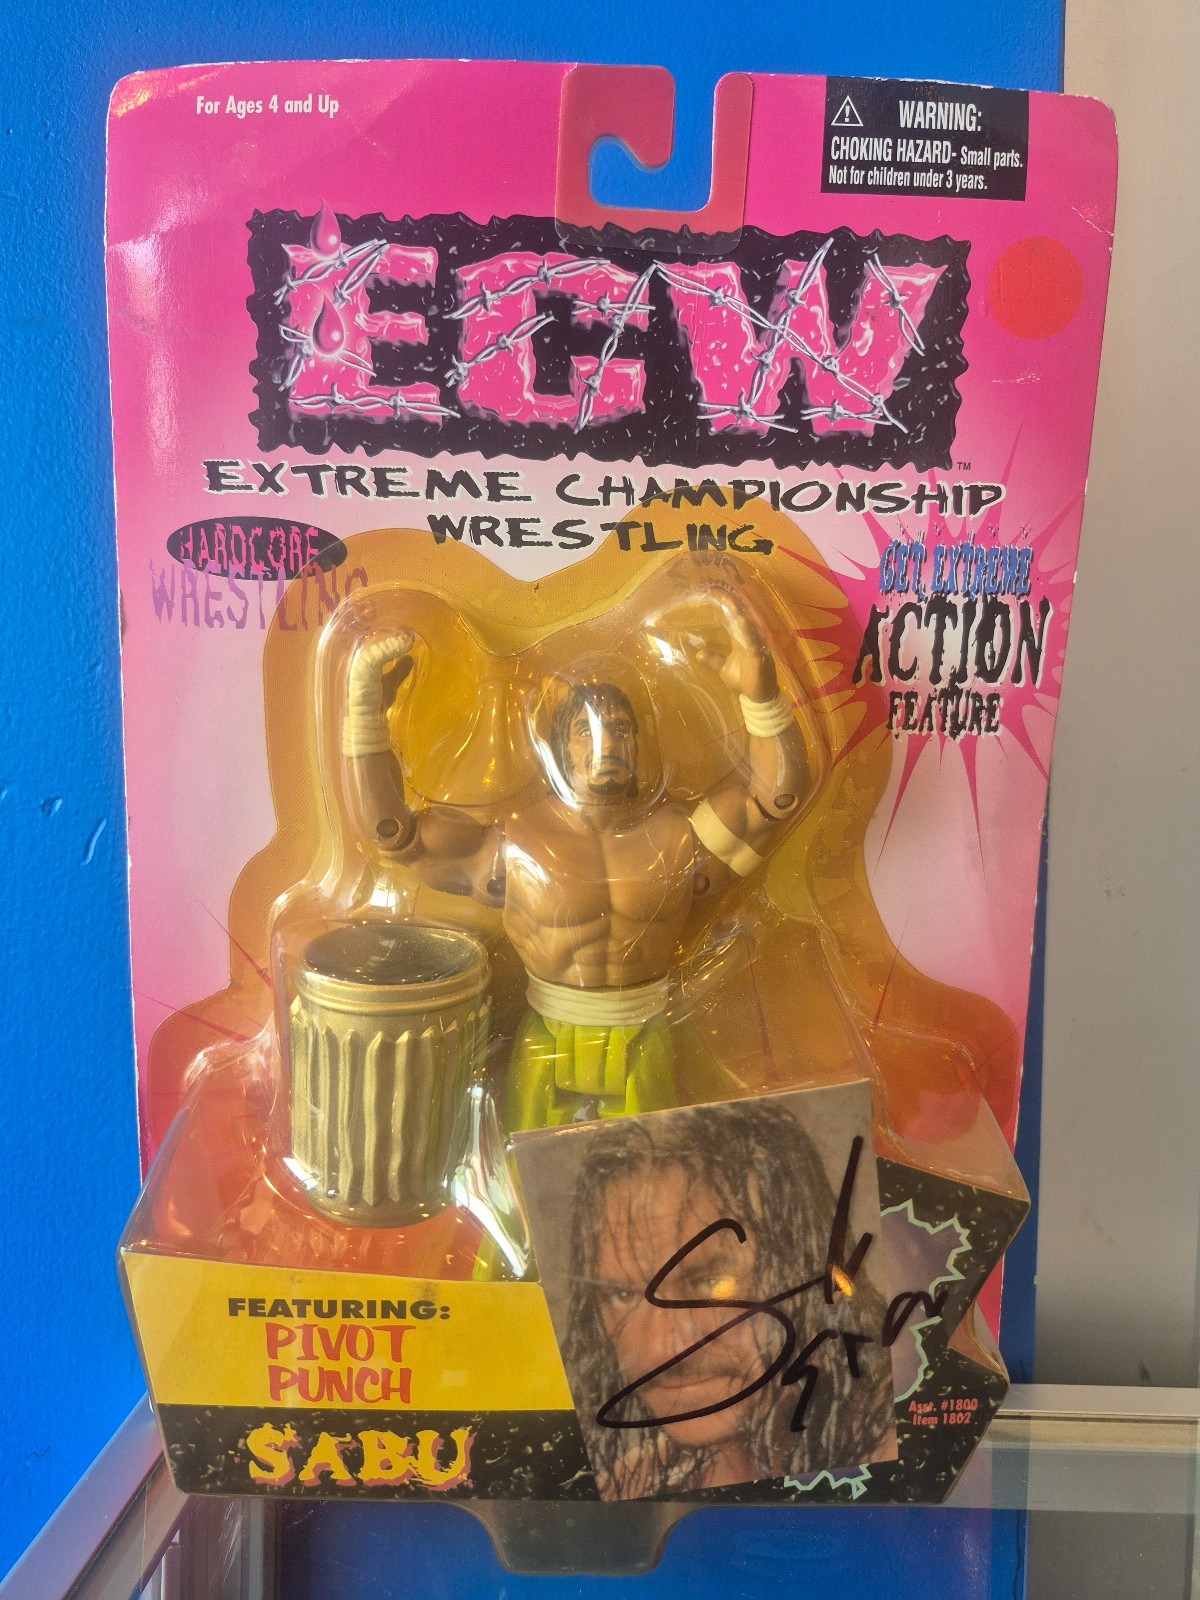 For Ages 4 and Up
WARNING:
CHOKING HAZARD- Small parts.
Not for children under 3 years.
ECW
TM
EXTREME CHAMPIONSHIP
WRESTLING
HARDCORE
WRESTLING
GET EXTREME
ACTION
FEATURE
FEATURING:
PIVOT
PUNCH
SABU
Asst. #1800
Item 1802